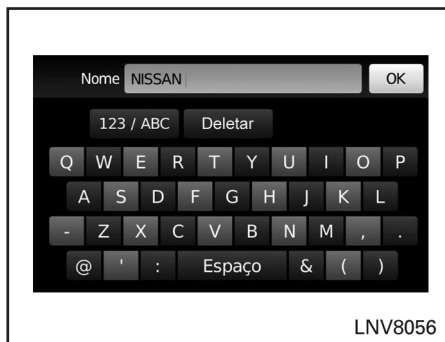 Nome NISSAN OK
123 / ABC Deletar
Q W E R T Y U I O P
A S D F G H J K L
- Z X C V B N M , .
@ ' : Espaço & ( )
LNV8056